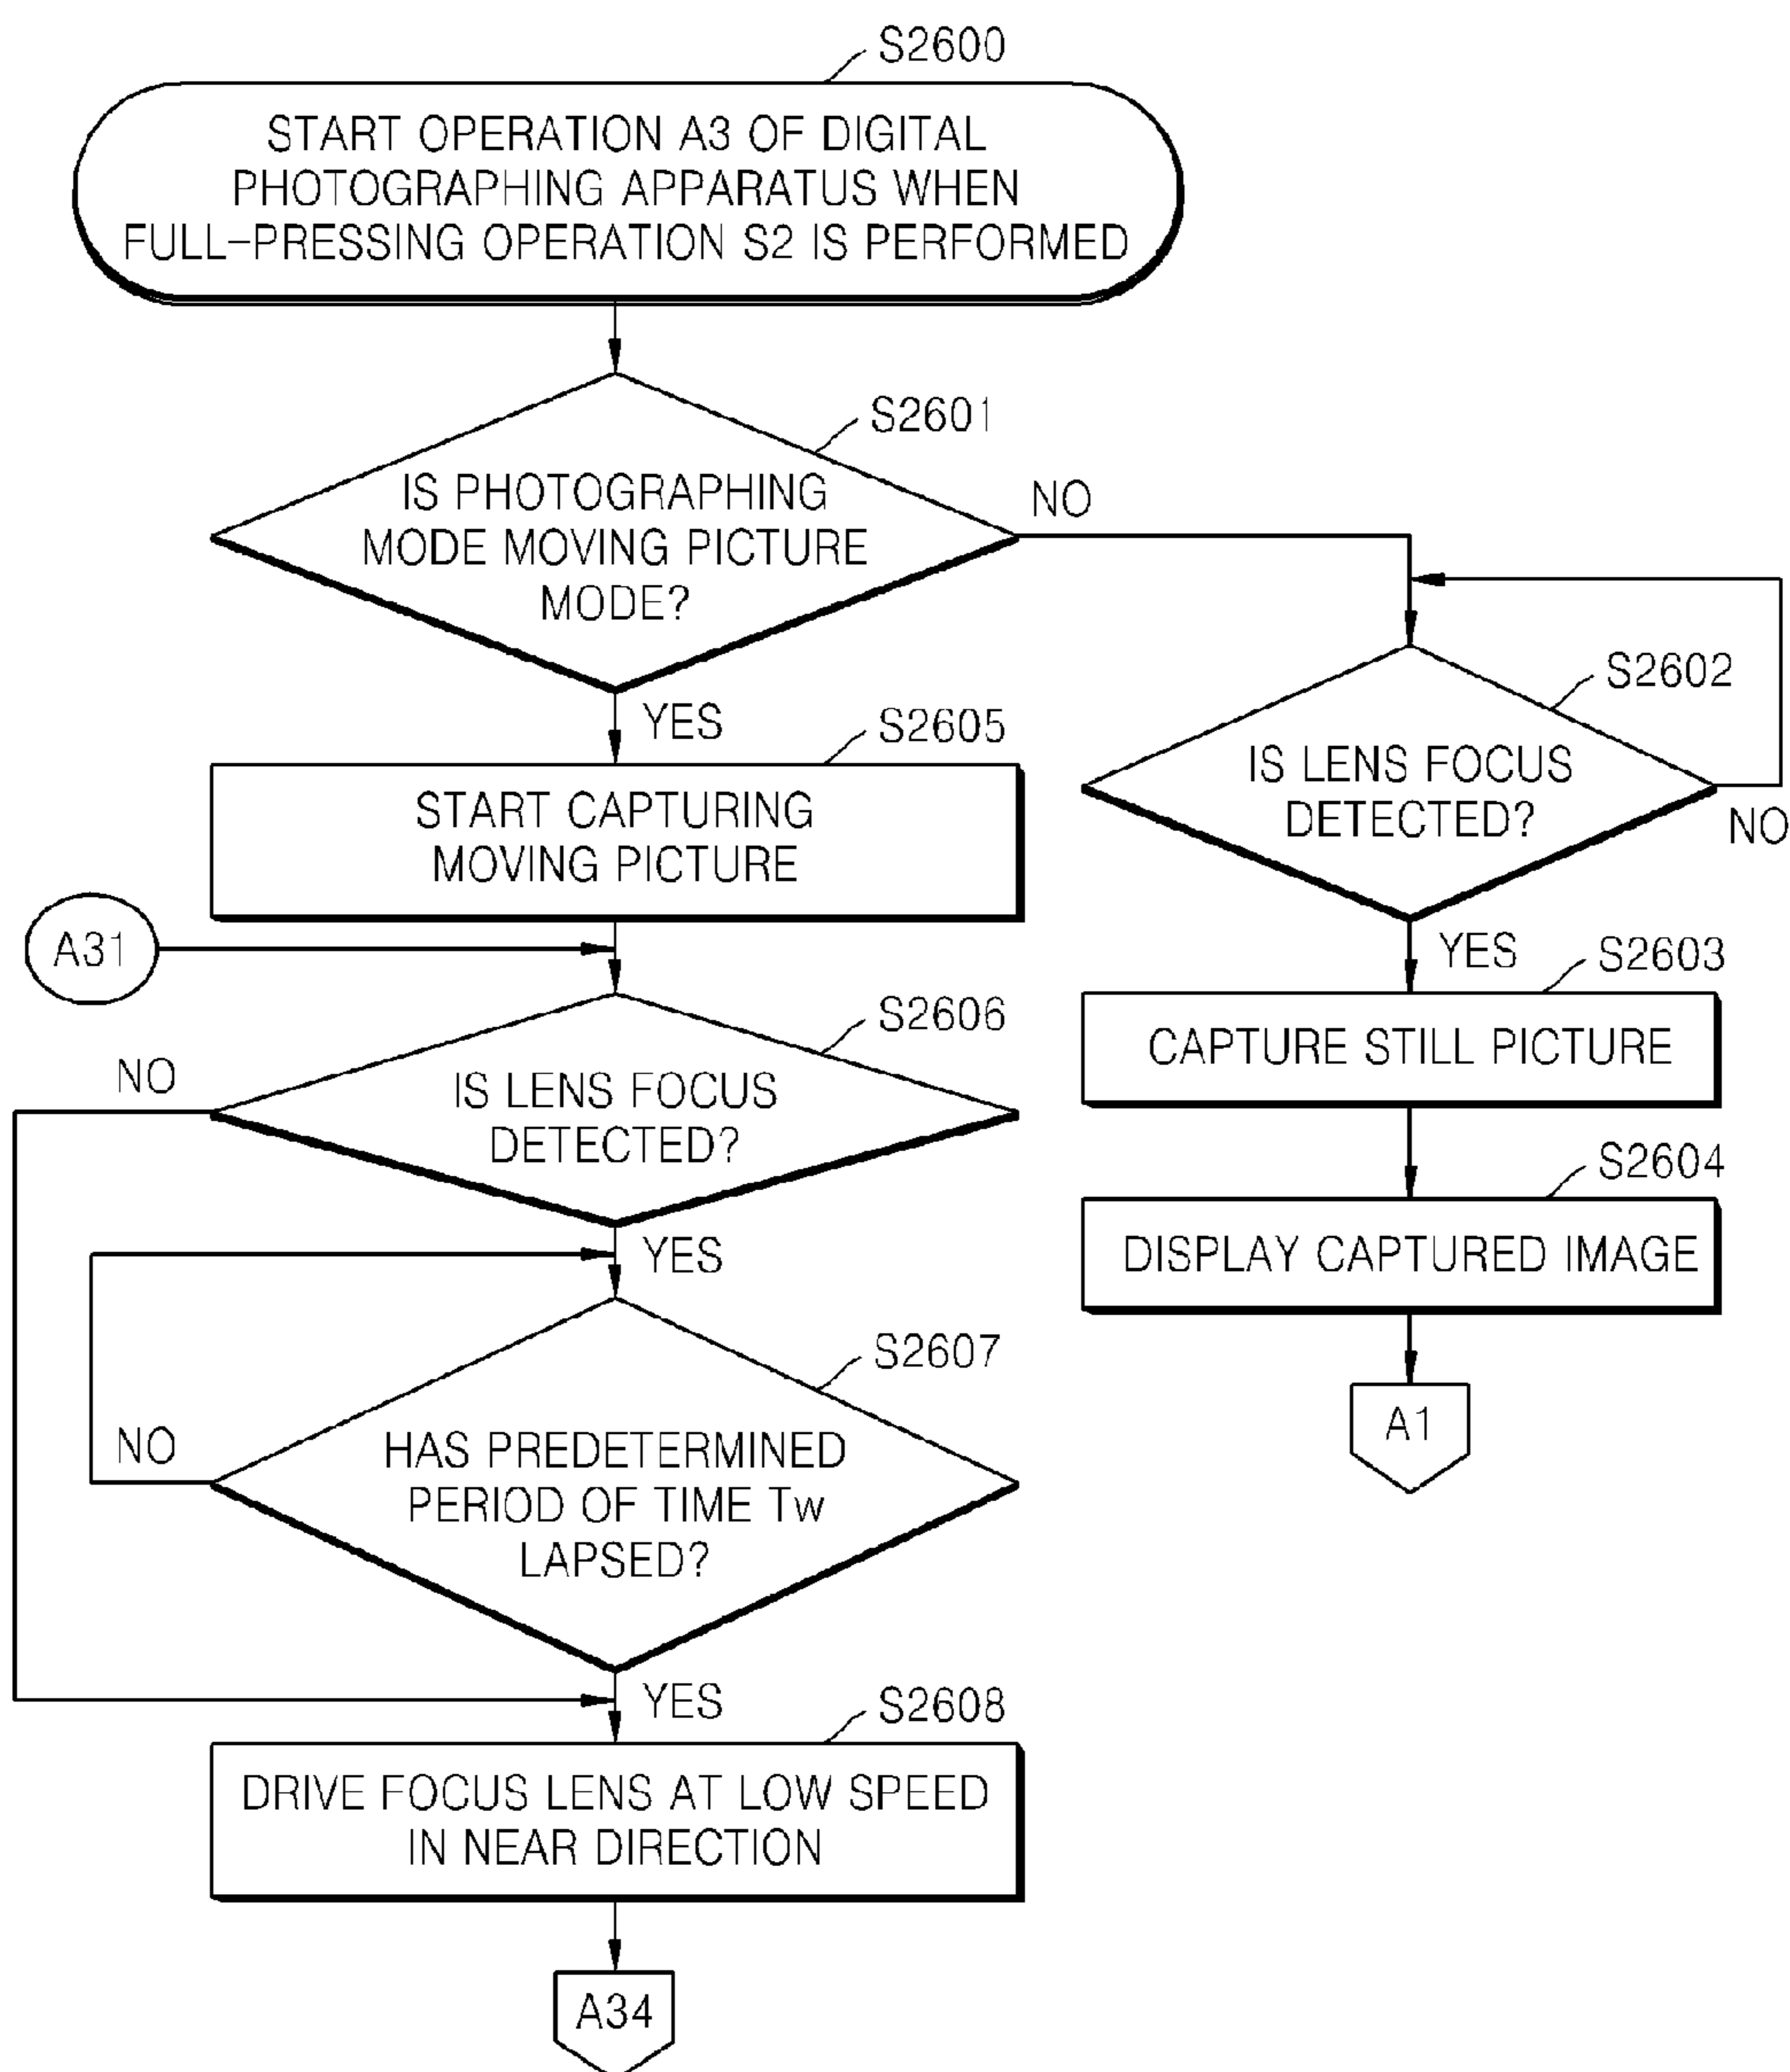 S2600
START OPERATION A3 OF DIGITAL
PHOTOGRAPHING APPARATUS WHEN
FULL-PRESSING OPERATION S2 IS PERFORMED
S2601
IS PHOTOGRAPHING
MODE MOVING PICTURE
MODE?
NO
YES
S2602
IS LENS FOCUS
DETECTED?
NO
YES
S2603
CAPTURE STILL PICTURE
S2604
DISPLAY CAPTURED IMAGE
A1
S2605
START CAPTURING
MOVING PICTURE
A31
S2606
IS LENS FOCUS
DETECTED?
NO
YES
S2607
HAS PREDETERMINED
PERIOD OF TIME Tw
LAPSED?
NO
YES
S2608
DRIVE FOCUS LENS AT LOW SPEED
IN NEAR DIRECTION
A34